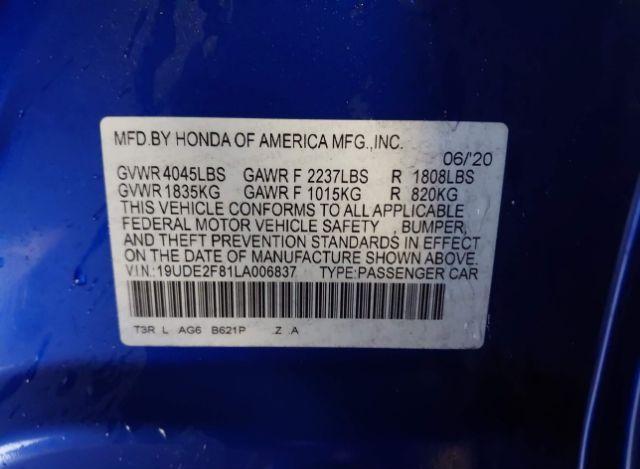 MFD.BY HONDA OF AMERICA MFG.,INC.
06/'20
GVWR 4045LBS GAWR F 2237LBS R 1808LBS
GVWR 1835KG GAWR F 1015KG R 820KG
THIS VEHICLE CONFORMS TO ALL APPLICABLE
FEDERAL MOTOR VEHICLE SAFETY , BUMPER,
AND THEFT PREVENTION STANDARDS IN EFFECT
ON THE DATE OF MANUFACTURE SHOWN ABOVE.
VIN: 19UDE2F81LA006837 TYPE:PASSENGER CAR
T3R L AG6 B621P .Z .A